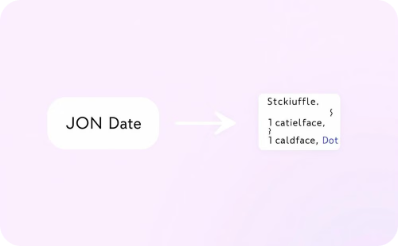 JON Date
Stckiuffle.
}
1 catielface,
}
1 caldface, Dot